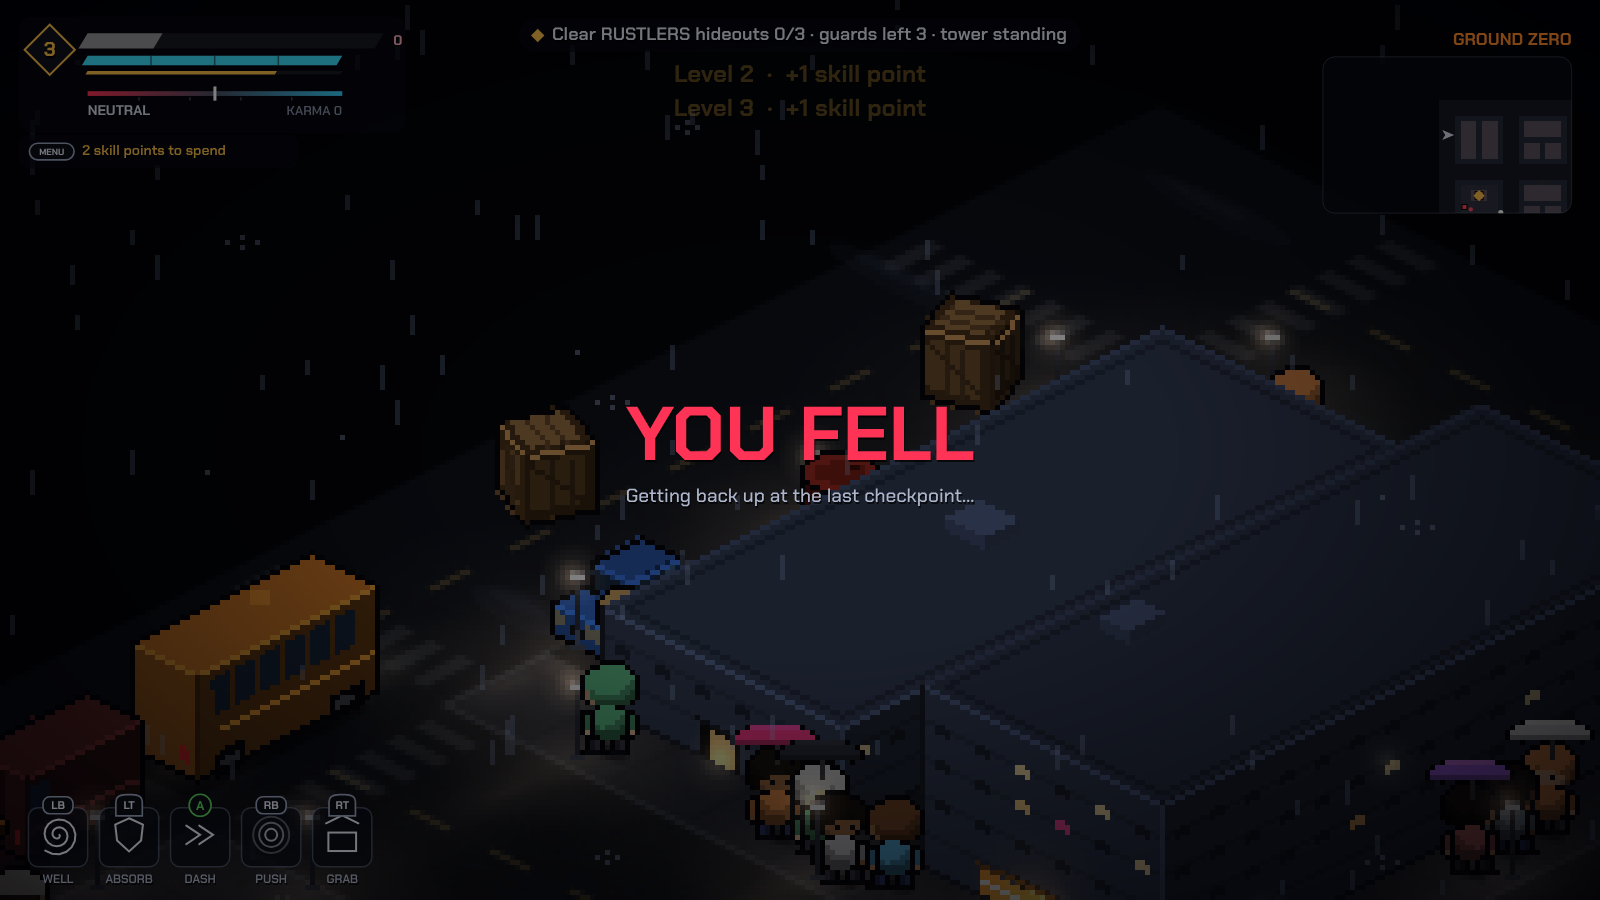 3
0
NEUTRAL
KARMA 0
MENU
2 skill points to spend
Clear RUSTLERS hideouts 0/3 · guards left 3 · tower standing
Level 2 · +1 skill point
Level 3 · +1 skill point
GROUND ZERO
YOU FELL
Getting back up at the last checkpoint...
LB
LT
A
RB
RT
WELL
ABSORB
DASH
PUSH
GRAB